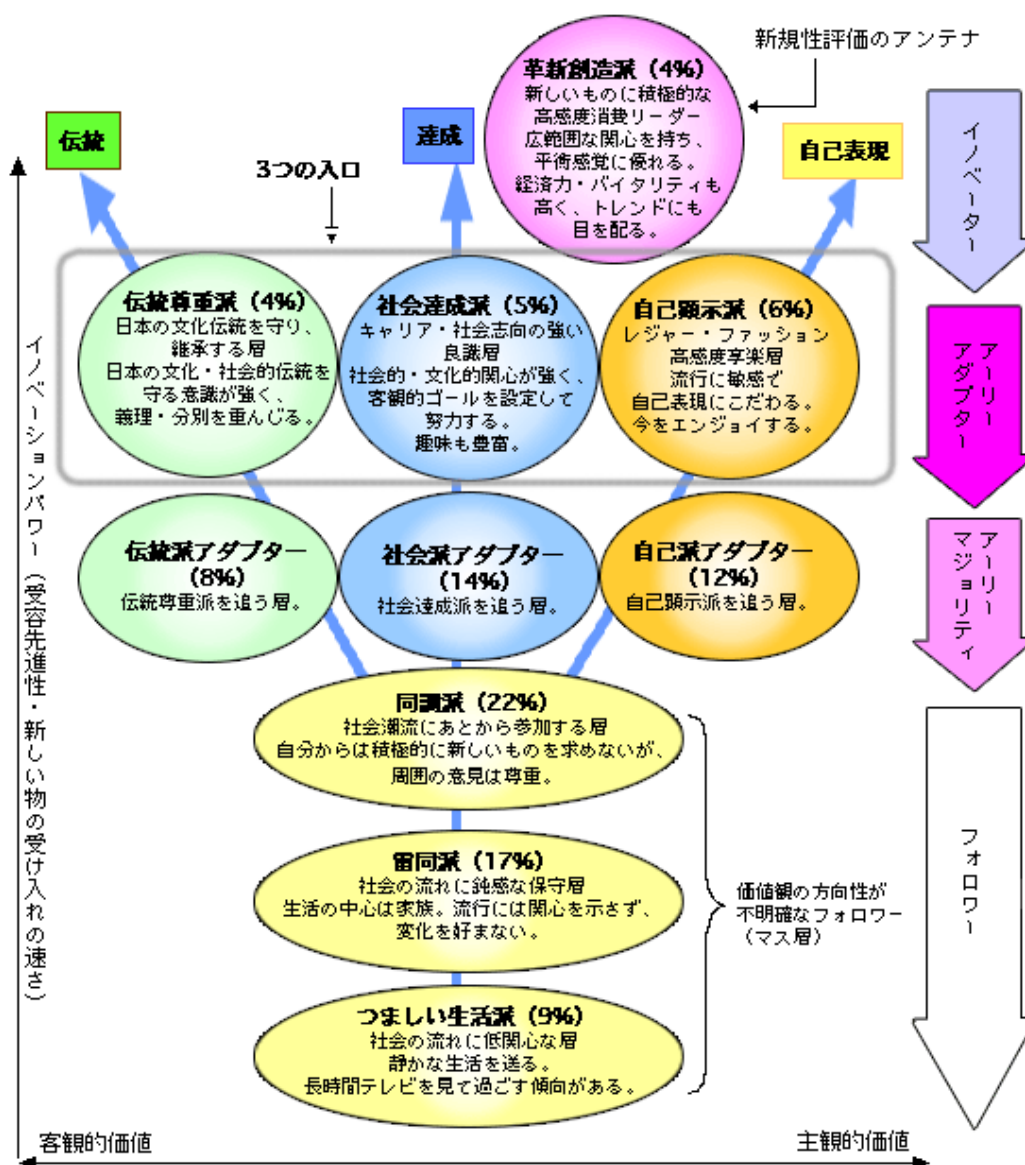 新規性評価のアンテナ
革新創造派（4%）
新しいものに積極的な
高感度消費リーダー
広範囲な関心を持ち、
平衡感覚に優れる。
経済力・バイタリティも
高く、トレンドにも
目を配る。
伝統
達成
自己表現
3つの入口
イノベーター
伝統尊重派（4%）
日本の文化伝統を守り、
継承する層
日本の文化・社会的伝統を
守る意識が強く、
義理・分別を重んじる。
社会達成派（5%）
キャリア・社会志向の強い
良識層
社会的・文化的関心が強く、
客観的ゴールを設定して
努力する。
趣味も豊富。
自己顕示派（6%）
レジャー・ファッション
高感度享楽層
流行に敏感で
自己表現にこだわる。
今をエンジョイする。
アーリー
アダプター
伝統派アダプター
（8%）
伝統尊重派を追う層。
社会派アダプター
（14%）
社会達成派を追う層。
自己派アダプター
（12%）
自己顕示派を追う層。
アーリー
マジョリティ
イノベーションパワー（受容先進性・新しい物の受け入れの速さ）
同調派（22%）
社会潮流にあとから参加する層
自分からは積極的に新しいものを求めないが、
周囲の意見は尊重。
雷同派（17%）
社会の流れに鈍感な保守層
生活の中心は家族。流行には関心を示さず、
変化を好まない。
つましい生活派（9%）
社会の流れに低関心な層
静かな生活を送る。
長時間テレビを見て過ごす傾向がある。
価値観の方向性が
不明確なフォロワー
（マス層）
フォロワー
客観的価値
主観的価値